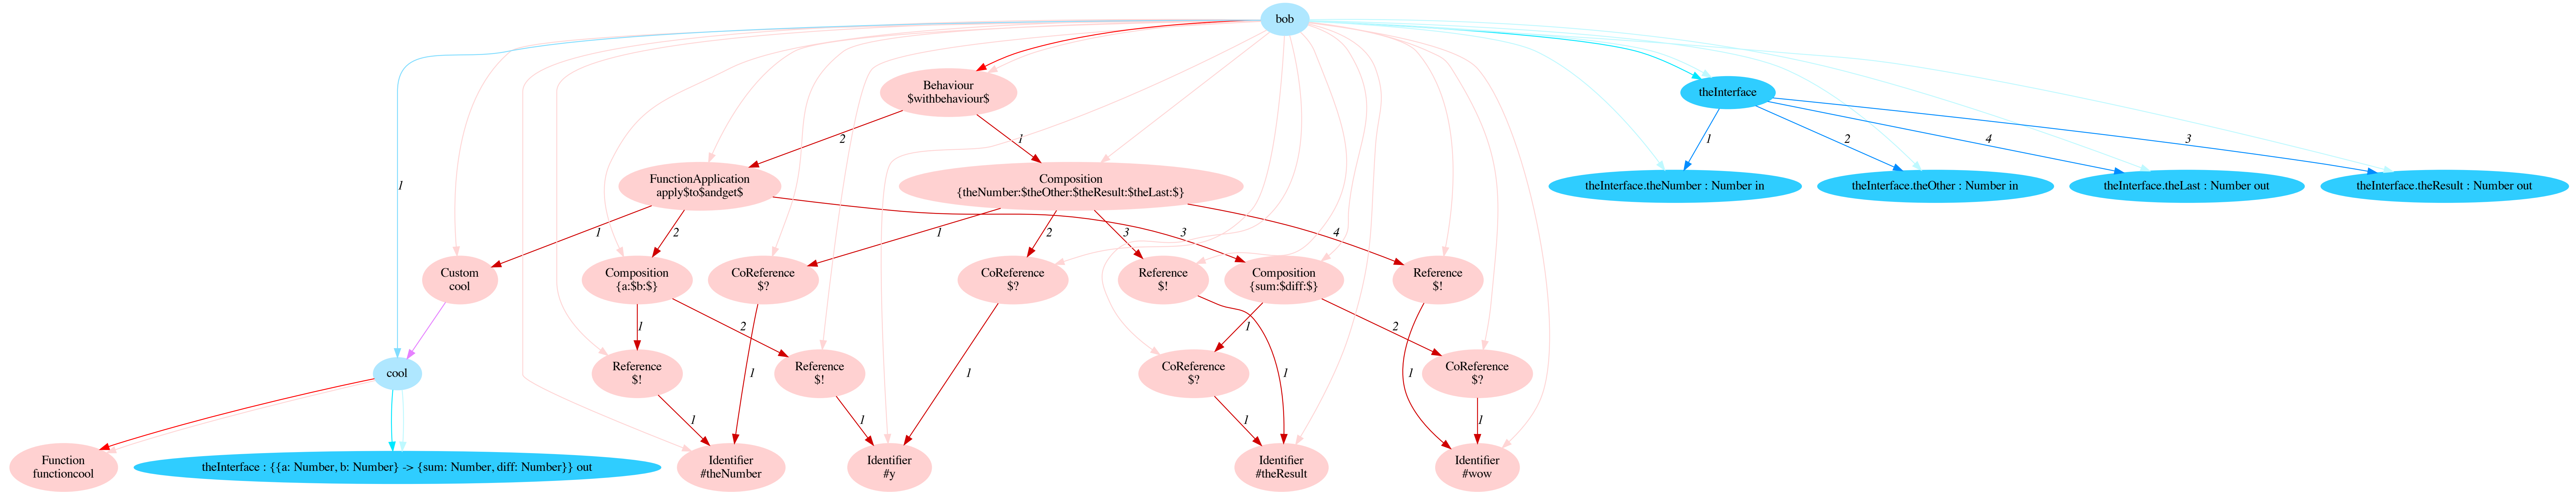 bob
Behaviour
$withbehaviour$
theInterface
1
2
1
1
2
4
3
FunctionApplication
apply$to$andget$
Composition
{theNumber:$theOther:$theResult:$theLast:$}
theInterface.theNumber : Number in
theInterface.theOther : Number in
theInterface.theLast : Number out
theInterface.theResult : Number out
1
2
1
2
3
3
4
Custom
cool
Composition
{a:$b:$}
CoReference
$?
CoReference
$?
Reference
$!
Composition
{sum:$diff:$}
Reference
$!
1
2
1
2
cool
Reference
$!
1
Reference
$!
1
CoReference
$?
1
1
CoReference
$?
1
1
1
1
Function
functioncool
theInterface : {{a: Number, b: Number} -> {sum: Number, diff: Number}} out
Identifier
#theNumber
Identifier
#y
Identifier
#theResult
Identifier
#wow